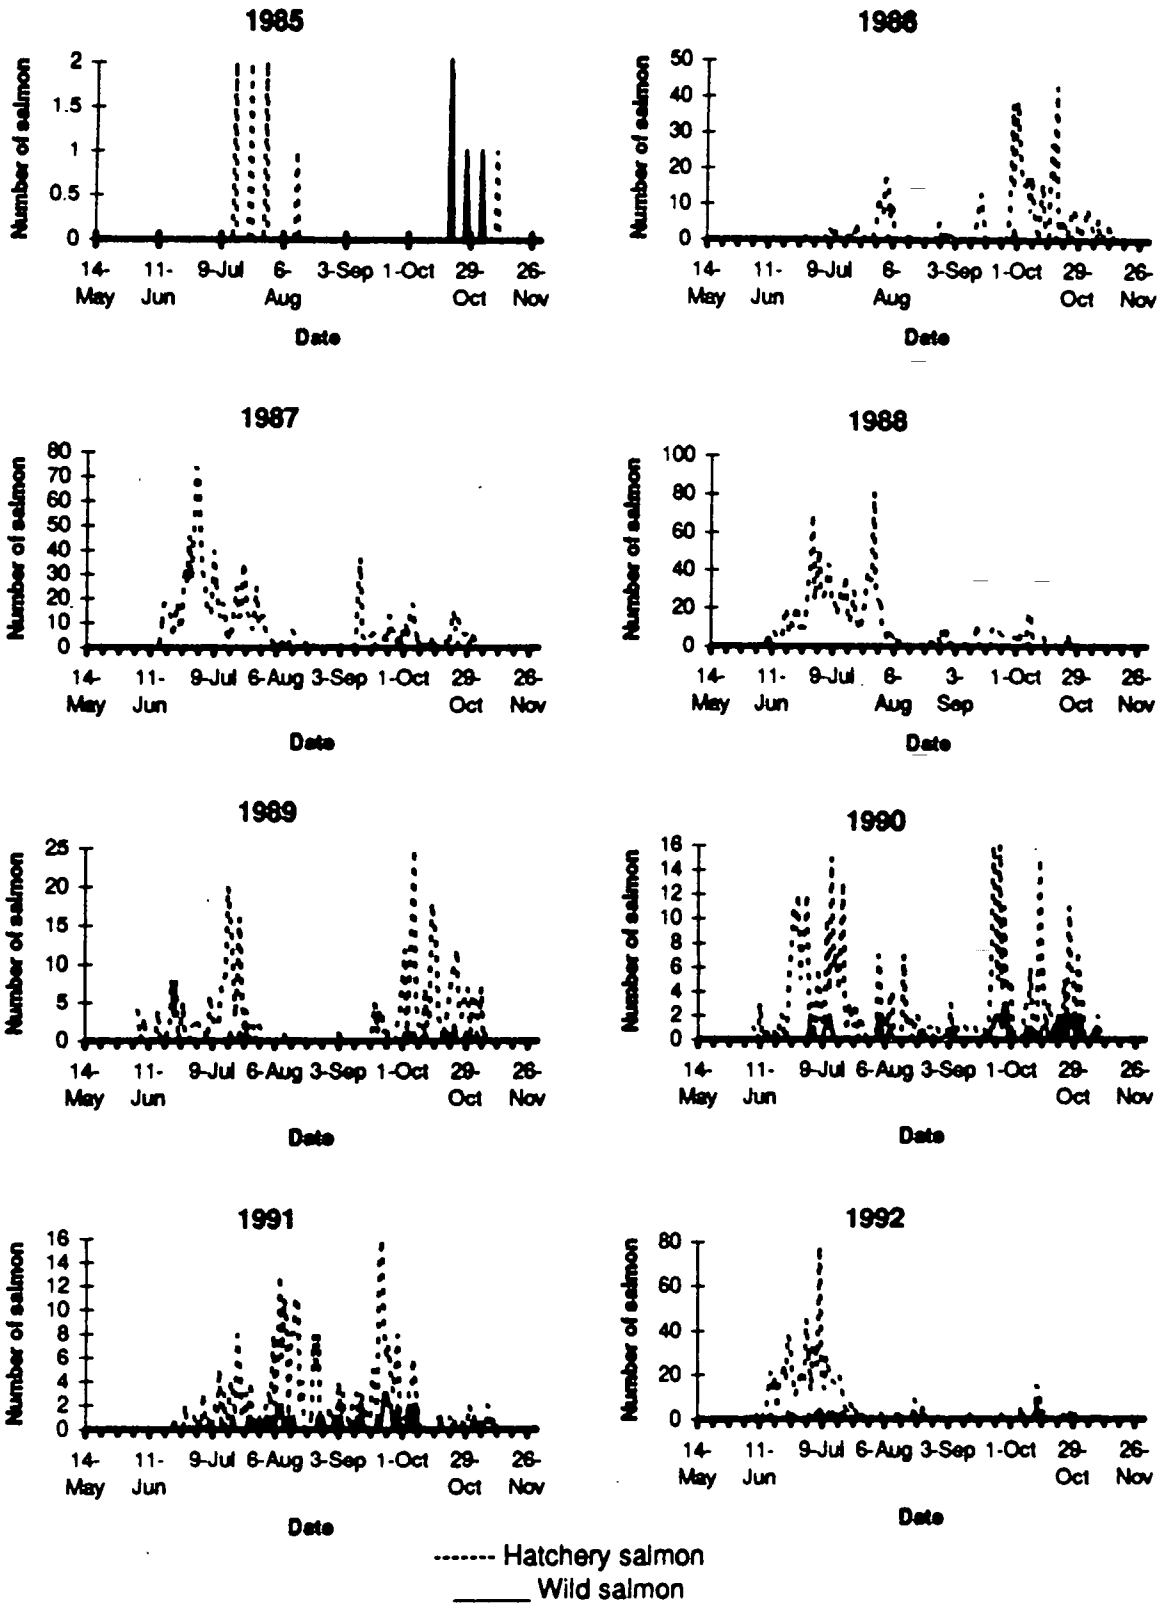 1985
Number of salmon
2
1.5
1
0.5
0
14- 11- 9-Jul 6- 3-Sep 1-Oct 29- 26-
May Jun Aug Oct Nov
Date
1986
Number of salmon
50
40
30
20
10
0
14- 11- 9-Jul 6- 3-Sep 1-Oct 29- 26-
May Jun Aug Oct Nov
Date
1987
Number of salmon
80
70
60
50
40
30
20
10
0
14- 11- 9-Jul 6-Aug 3-Sep 1-Oct 29- 26-
May Jun Oct Nov
Date
1988
Number of salmon
100
80
60
40
20
0
14- 11- 9-Jul 6- 3- 1-Oct 29- 26-
May Jun Aug Sep Oct Nov
Date
1989
Number of salmon
25
20
15
10
5
0
14- 11- 9-Jul 6-Aug 3-Sep 1-Oct 29- 26-
May Jun Oct Nov
Date
1990
Number of salmon
16
14
12
10
8
6
4
2
0
14- 11- 9-Jul 6-Aug 3-Sep 1-Oct 29- 26-
May Jun Oct Nov
Date
1991
Number of salmon
16
14
12
10
8
6
4
2
0
14- 11- 9-Jul 6-Aug 3-Sep 1-Oct 29- 26-
May Jun Oct Nov
Date
1992
Number of salmon
80
60
40
20
0
14- 11- 9-Jul 6-Aug 3-Sep 1-Oct 29- 26-
May Jun Oct Nov
Date
Hatchery salmon
Wild salmon